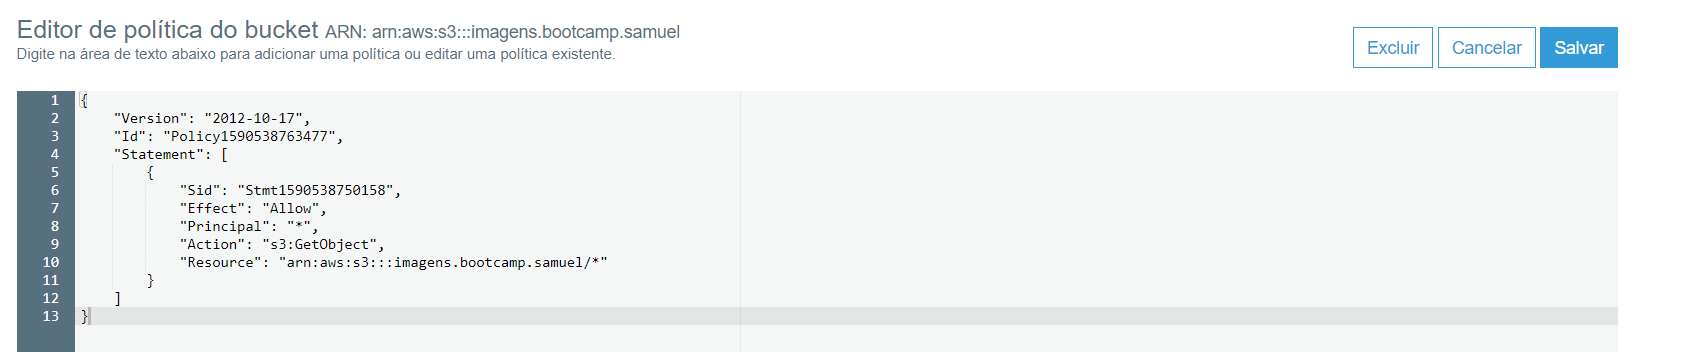 Editor de política do bucket ARN: arn:aws:s3:::imagens.bootcamp.samuel
Digite na área de texto abaixo para adicionar uma política ou editar uma política existente.
Excluir Cancelar Salvar
1 {
2 "Version": "2012-10-17",
3 "Id": "Policy1590538763477",
4 "Statement": [
5 {
6 "Sid": "Stmt1590538750158",
7 "Effect": "Allow",
8 "Principal": "*",
9 "Action": "s3:GetObject",
10 "Resource": "arn:aws:s3:::imagens.bootcamp.samuel/*"
11 }
12 ]
13 }